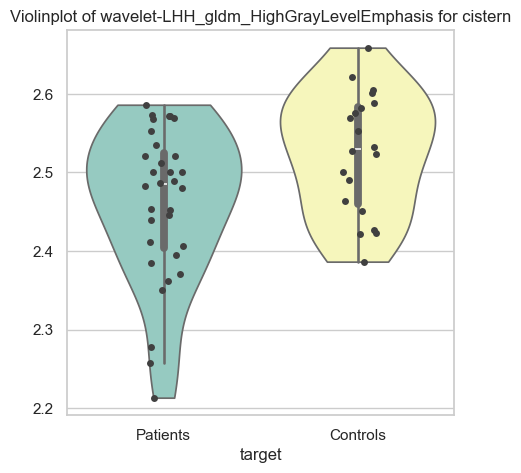 Violinplot of wavelet-LHH_gldm_HighGrayLevelEmphasis for cistern
2.6
2.5
2.4
2.3
2.2
Patients Controls
target